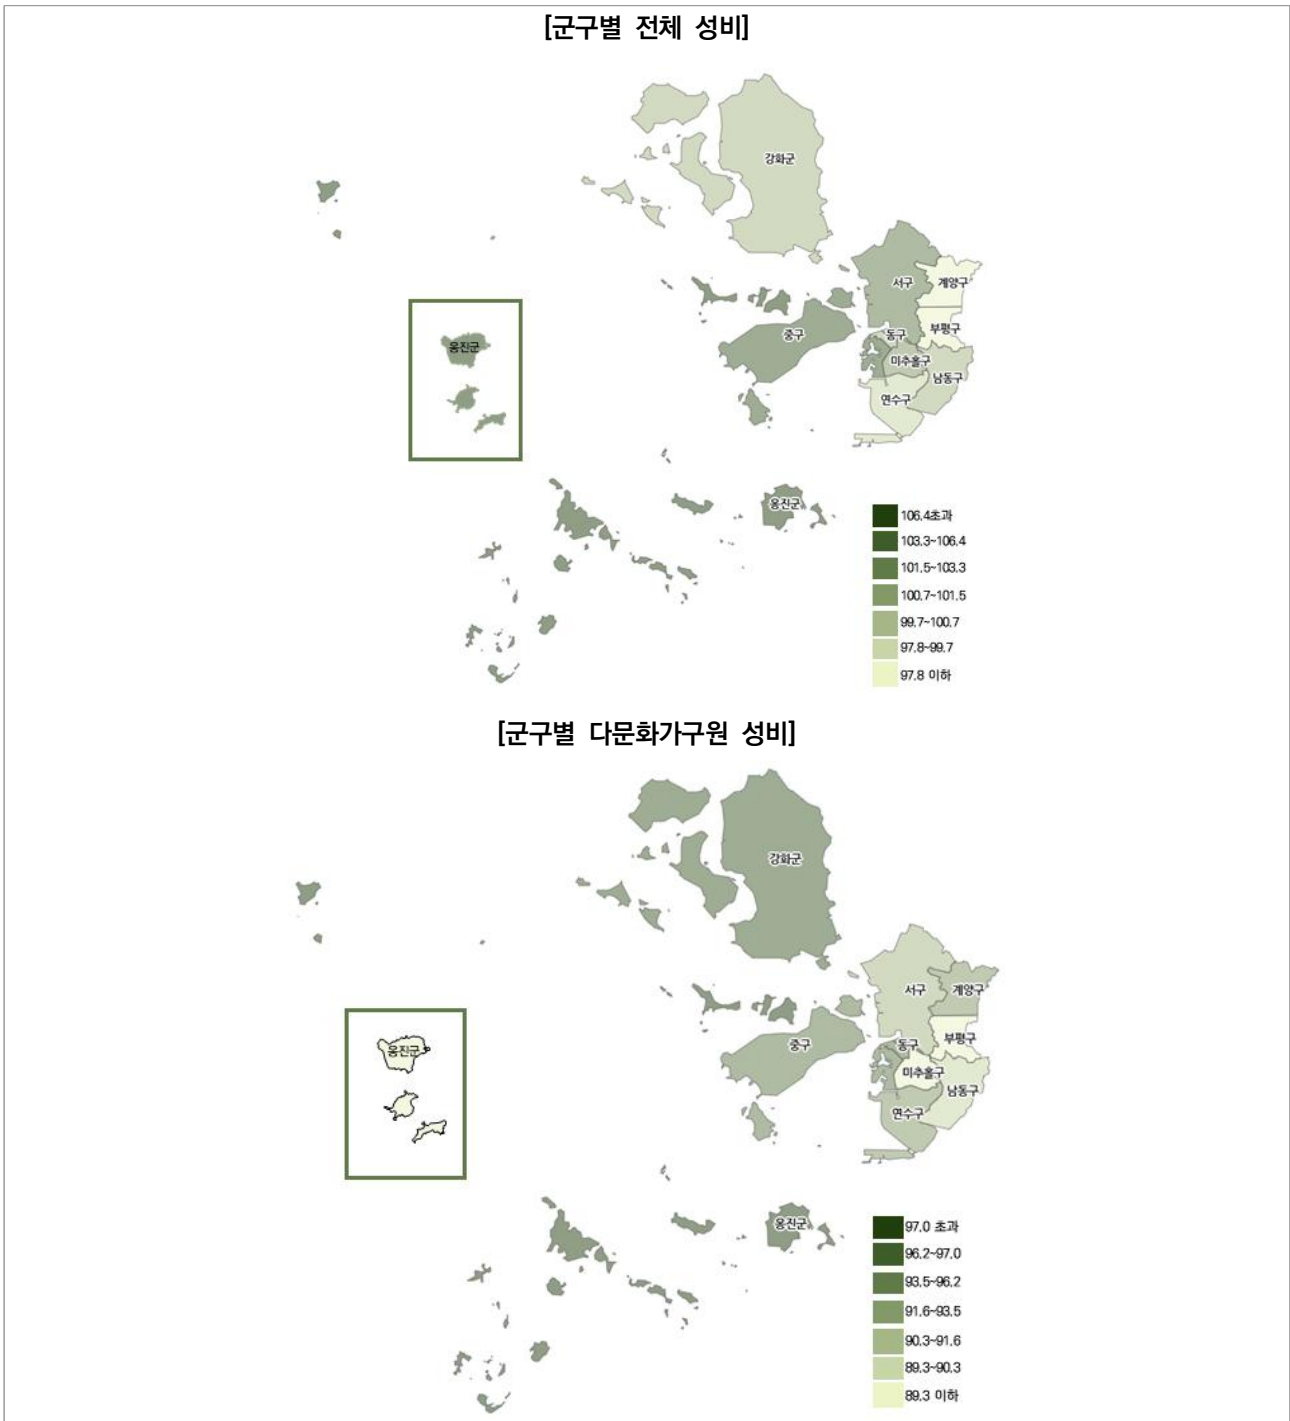 [군구별 전체 성비]
강화군
서구
계양구
중구
동구
부평구
옹진군
미추홀구
남동구
연수구
옹진군
106.4초과
103.3~106.4
101.5~103.3
100.7~101.5
99.7~100.7
97.8~99.7
97.8 이하
[군구별 다문화가구원 성비]
강화군
서구
계양구
중구
동구
부평구
옹진군
미추홀구
남동구
연수구
옹진군
97.0 초과
96.2~97.0
93.5~96.2
91.6~93.5
90.3~91.6
89.3~90.3
89.3 이하